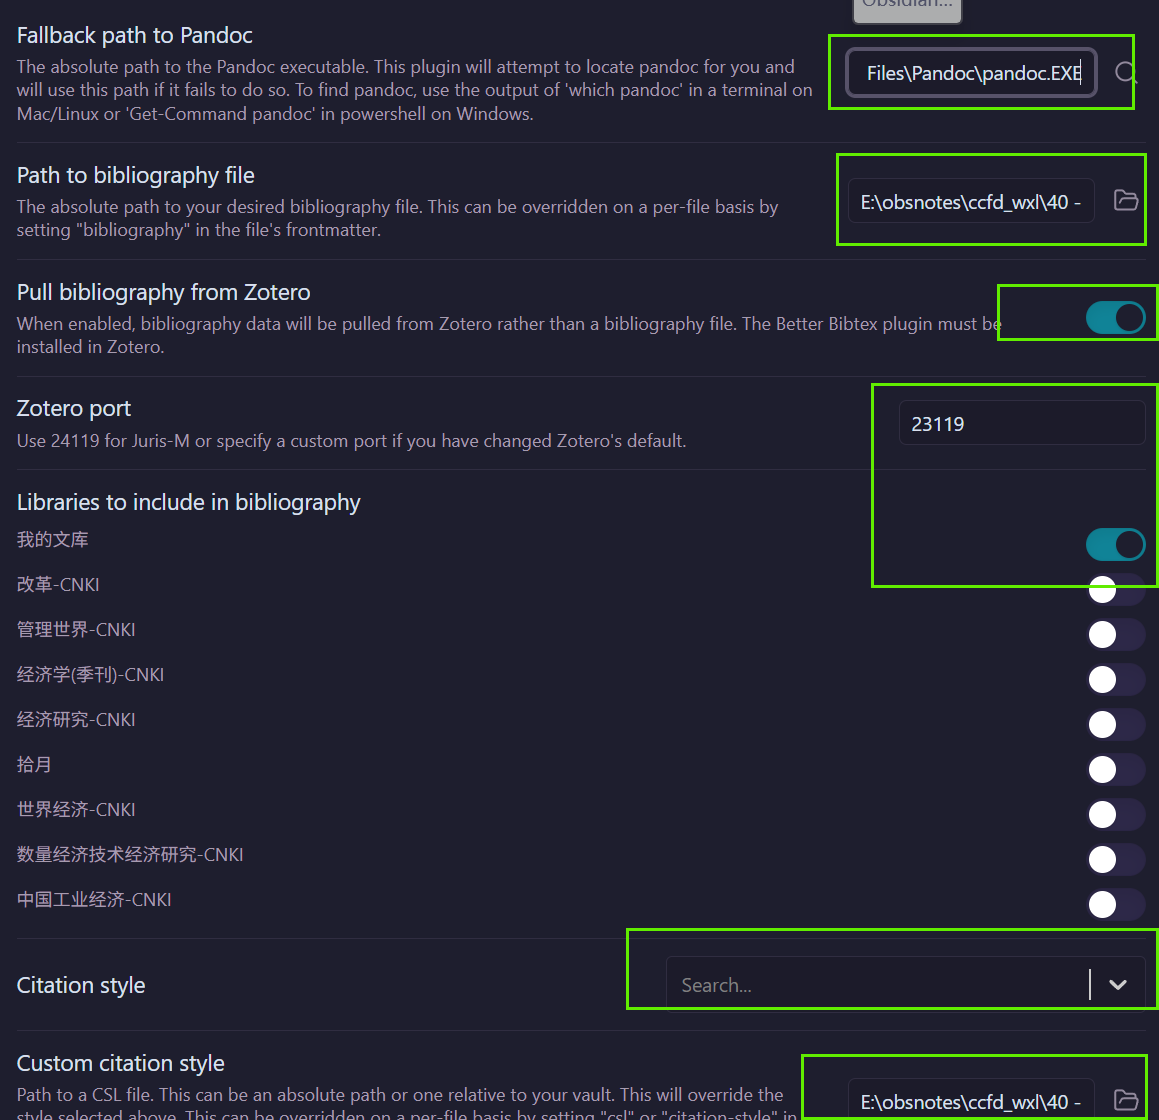 Obsidian...
Fallback path to Pandoc
The absolute path to the Pandoc executable. This plugin will attempt to locate pandoc for you and
will use this path if it fails to do so. To find pandoc, use the output of 'which pandoc' in a terminal on
Mac/Linux or 'Get-Command pandoc' in powershell on Windows.
Files\Pandoc\pandoc.EXE
Path to bibliography file
The absolute path to your desired bibliography file. This can be overridden on a per-file basis by
setting "bibliography" in the file's frontmatter.
E:\obsnotes\ccfd_wxl\40 -
Pull bibliography from Zotero
When enabled, bibliography data will be pulled from Zotero rather than a bibliography file. The Better Bibtex plugin must be
installed in Zotero.
Zotero port
Use 24119 for Juris-M or specify a custom port if you have changed Zotero's default.
23119
Libraries to include in bibliography
我的文库
改革-CNKI
管理世界-CNKI
经济学(季刊)-CNKI
经济研究-CNKI
拾月
世界经济-CNKI
数量经济技术经济研究-CNKI
中国工业经济-CNKI
Citation style
Search...
Custom citation style
Path to a CSL file. This can be an absolute path or one relative to your vault. This will override the
style selected above. This can be overridden on a per-file basis by setting "csl" or "citation-style" in
E:\obsnotes\ccfd_wxl\40 -